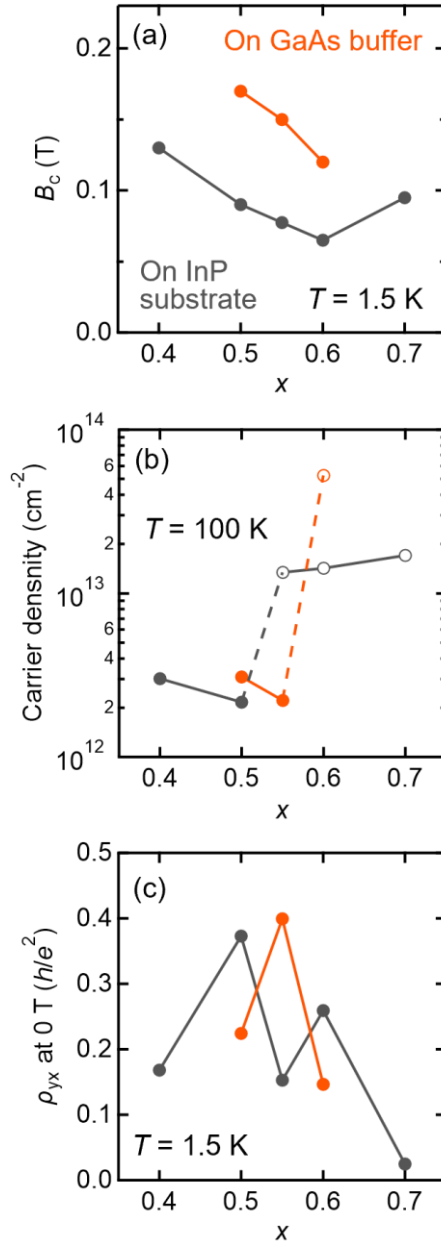 (a)
On GaAs buffer
0.2
0.1
0.0
Bc (T)
On InP
substrate
T = 1.5 K
0.4 0.5 0.6 0.7
x
(b)
10^14
6
4
2
10^13
6
4
2
10^12
Carrier densnity (cm^-2)
T = 100 K
0.4 0.5 0.6 0.7
x
(c)
0.5
0.4
0.3
0.2
0.1
0.0
ρyx at 0 T (h/e^2)
T = 1.5 K
0.4 0.5 0.6 0.7
x